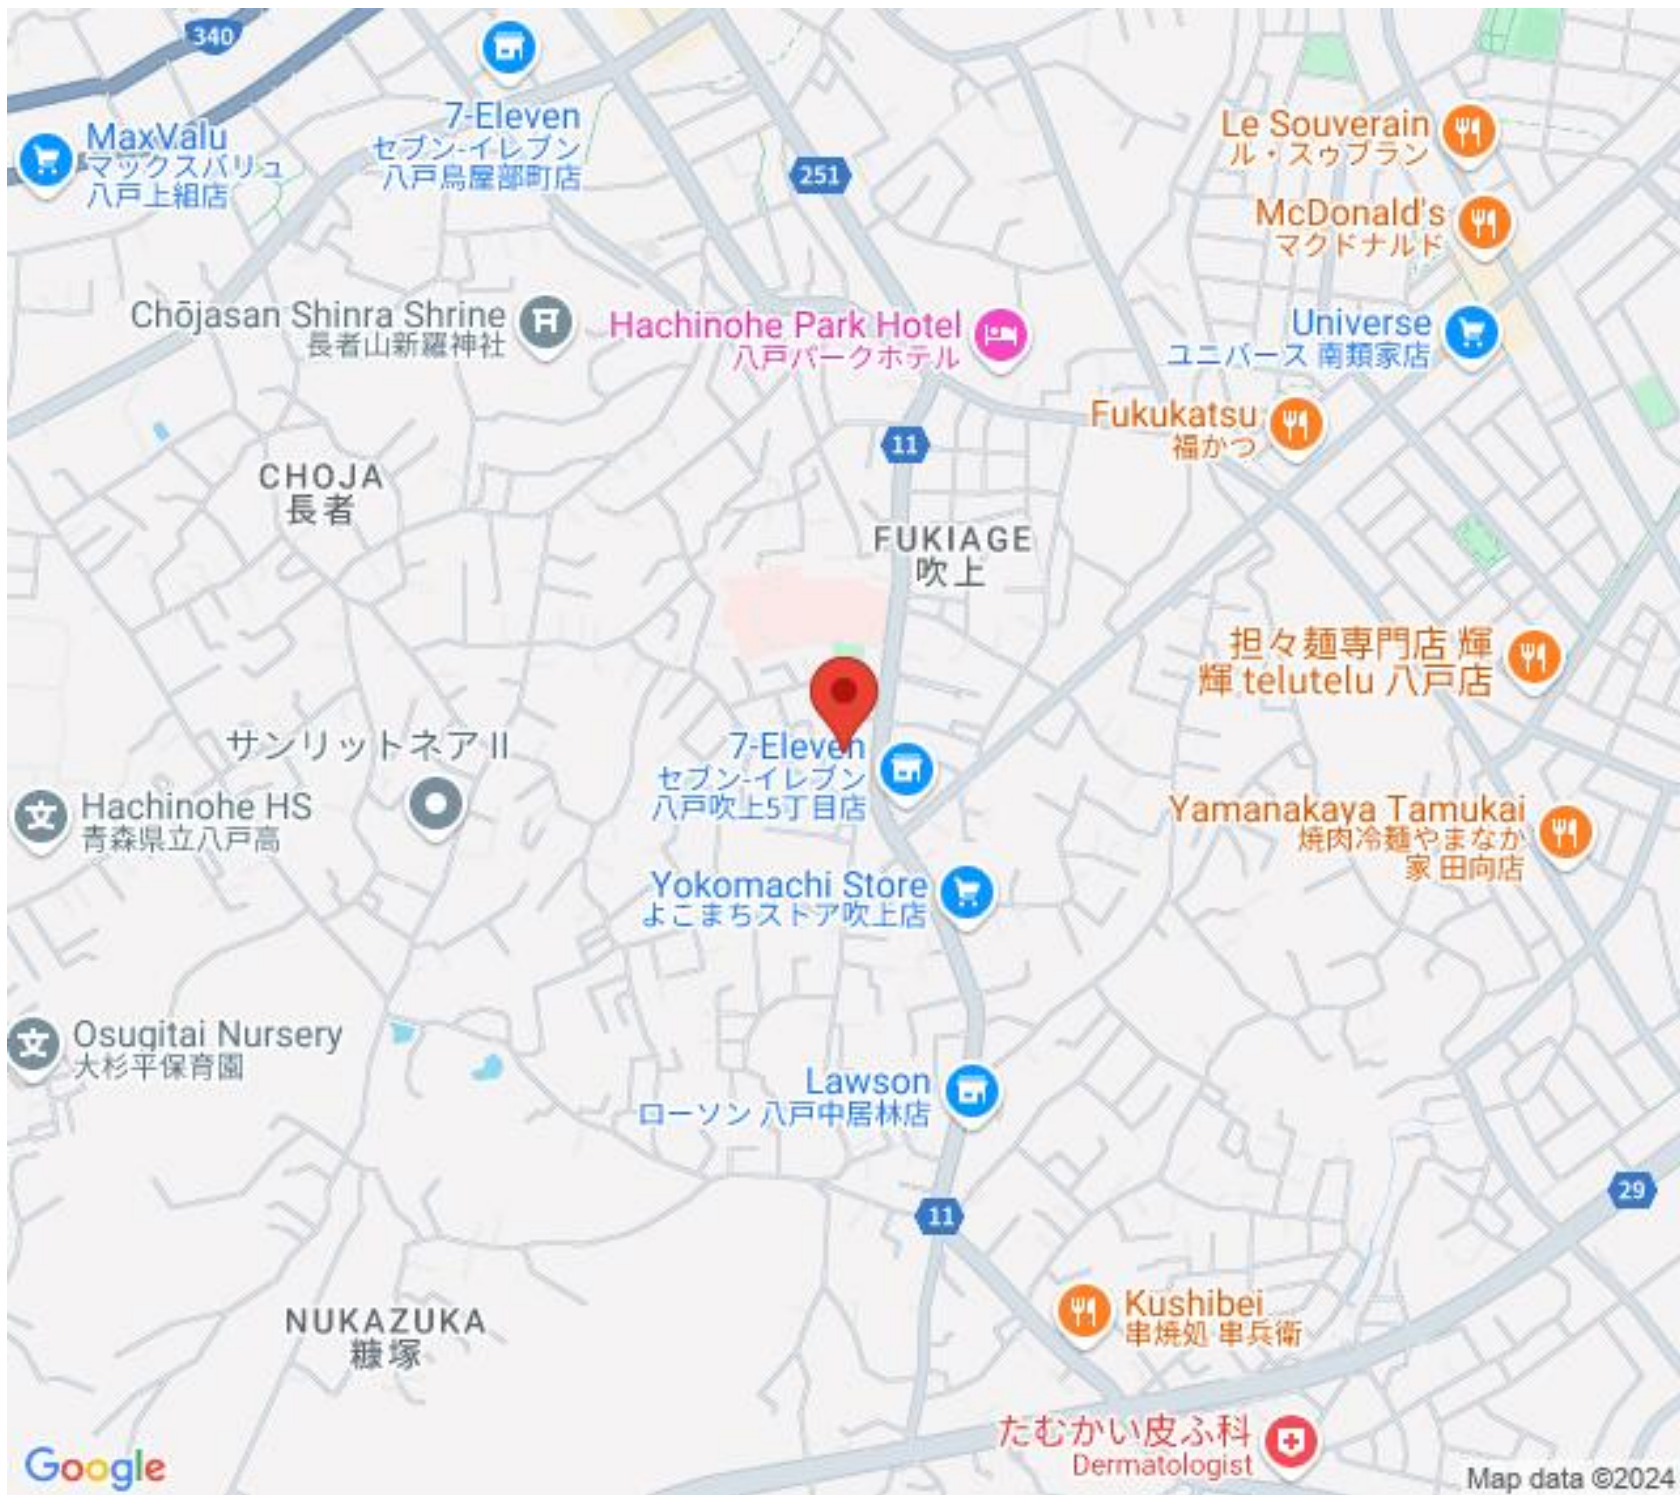 340
7-Eleven
セブン-イレブン
八戸鳥屋部町店
MaxValu
マックスバリュ
八戸上組店
251
Le Souverain
ル・スゥブラン
McDonald's
マクドナルド
Chōjasan Shinra Shrine
長者山新羅神社
Hachinohe Park Hotel
八戸パークホテル
Universe
ユニバース 南類家店
Fukukatsu
福かつ
11
CHOJA
長者
FUKIAGE
吹上
担々麺専門店 輝
輝 telutelu 八戸店
サンリットネア II
7-Eleven
セブン-イレブン
八戸吹上5丁目店
Hachinohe HS
青森県立八戸高
Yamanakaya Tamukai
焼肉冷麺やまなか
家 田向店
Yokomachi Store
よこまちストア吹上店
Osugitai Nursery
大杉平保育園
Lawson
ローソン 八戸中居林店
29
11
Kushibei
串焼処 串兵衛
NUKAZUKA
糠塚
たむかい皮ふ科
Dermatologist
Google
Map data ©2024